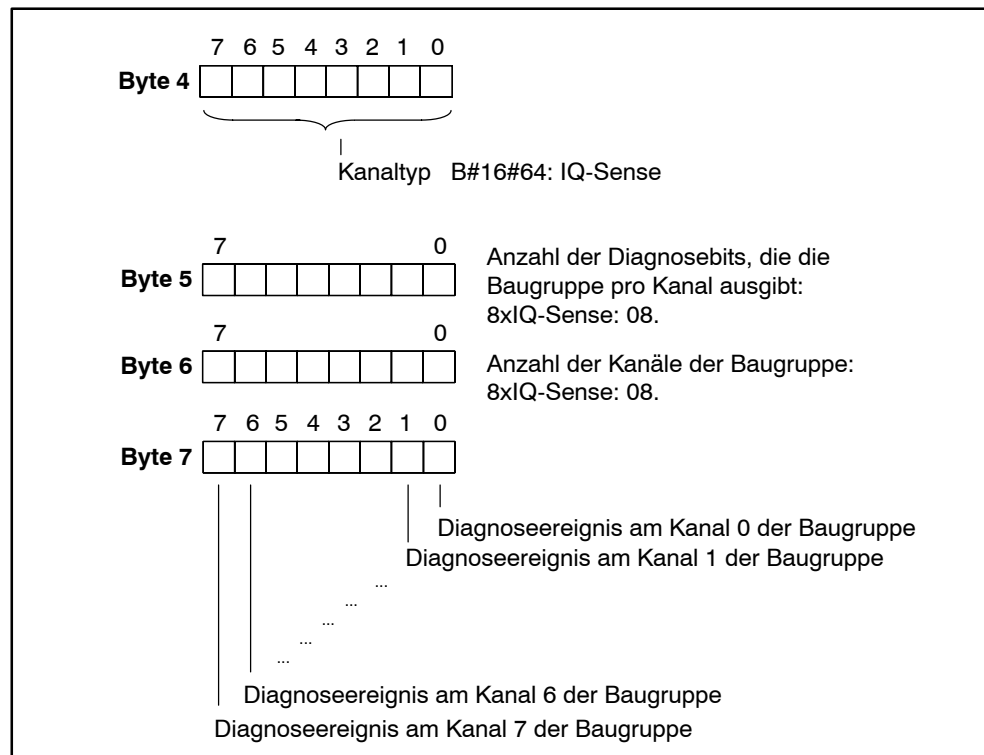 7 6 5 4 3 2 1 0
Byte 4
Kanaltyp B#16#64: IQ-Sense
7 0
Byte 5
Anzahl der Diagnosebits, die die
Baugruppe pro Kanal ausgibt:
8xIQ-Sense: 08.
7 0
Byte 6
Anzahl der Kanäle der Baugruppe:
8xIQ-Sense: 08.
7 6 5 4 3 2 1 0
Byte 7
Diagnoseereignis am Kanal 0 der Baugruppe
Diagnoseereignis am Kanal 1 der Baugruppe
...
...
...
...
...
Diagnoseereignis am Kanal 6 der Baugruppe
Diagnoseereignis am Kanal 7 der Baugruppe